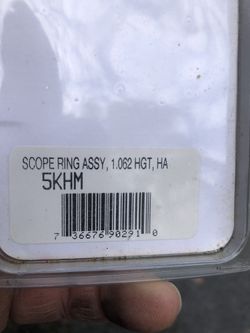 SCOPE RING ASSY, 1.062 HGT, HA
5KHM
7 36676 90291 0